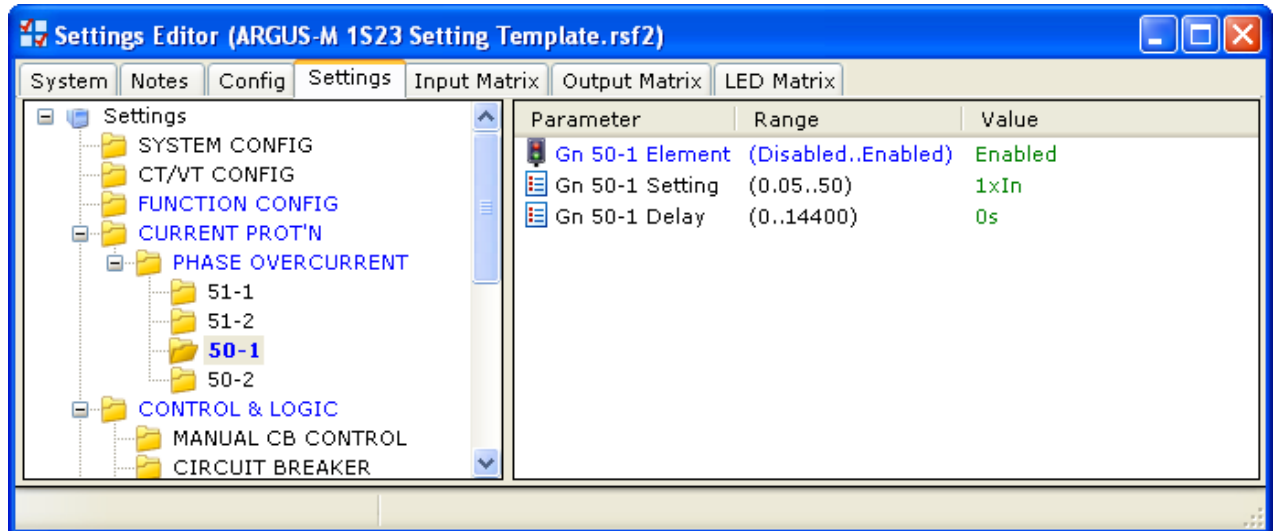 Settings Editor (ARGUS-M 1S23 Setting Template.rsf2)
System Notes Config Settings Input Matrix Output Matrix LED Matrix
Settings
SYSTEM CONFIG
CT/VT CONFIG
FUNCTION CONFIG
CURRENT PROT'N
PHASE OVERCURRENT
51-1
51-2
50-1
50-2
CONTROL & LOGIC
MANUAL CB CONTROL
CIRCUIT BREAKER
Parameter Range Value
Gn 50-1 Element (Disabled..Enabled) Enabled
Gn 50-1 Setting (0.05..50) 1xIn
Gn 50-1 Delay (0..14400) 0s